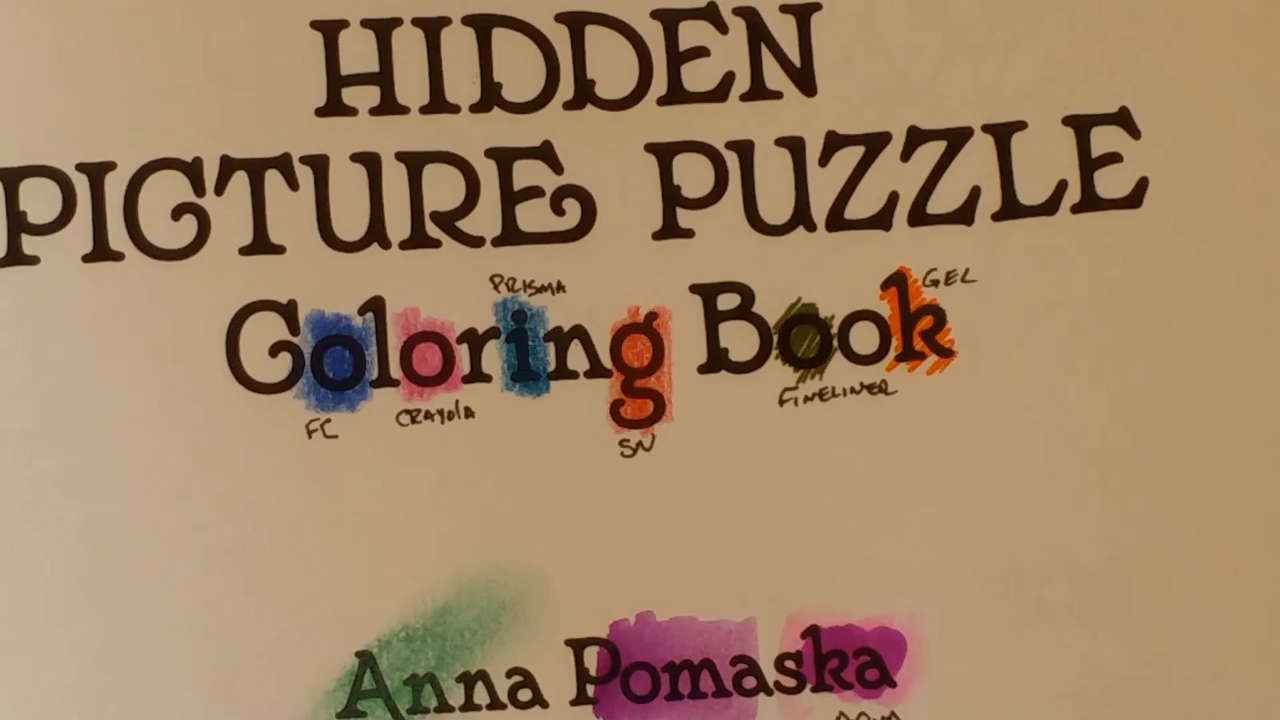 HIDDEN
PICTURE PUZZLE
PRISMA
GEL
Coloring Book
FC
CRAYOlA
SN
FINELINER
Anna Pomaska